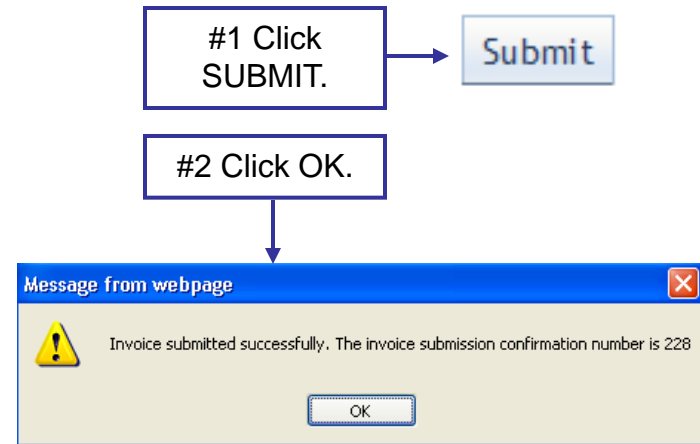 #1 Click
SUBMIT.
Submit
#2 Click OK.
Message from webpage
Invoice submitted successfully. The invoice submission confirmation number is 228
OK